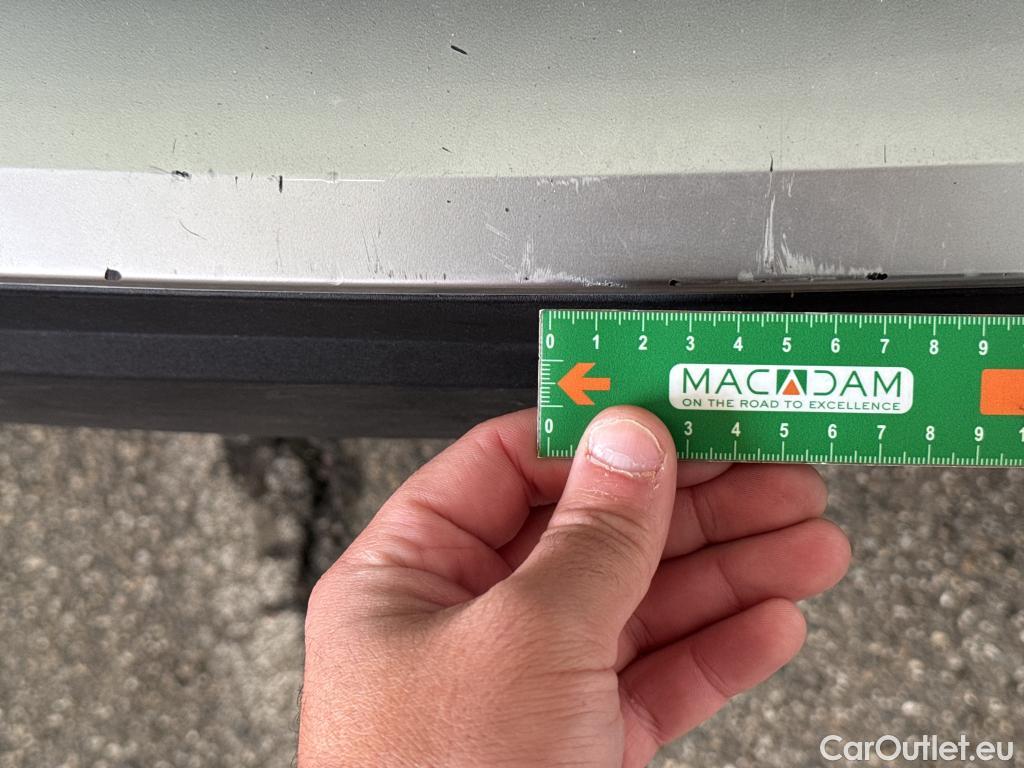 0 1 2 3 4 5 6 7 8 9
MACADAM
ON THE ROAD TO EXCELLENCE
0 3 4 5 6 7 8 9 1
CarOutlet.eu